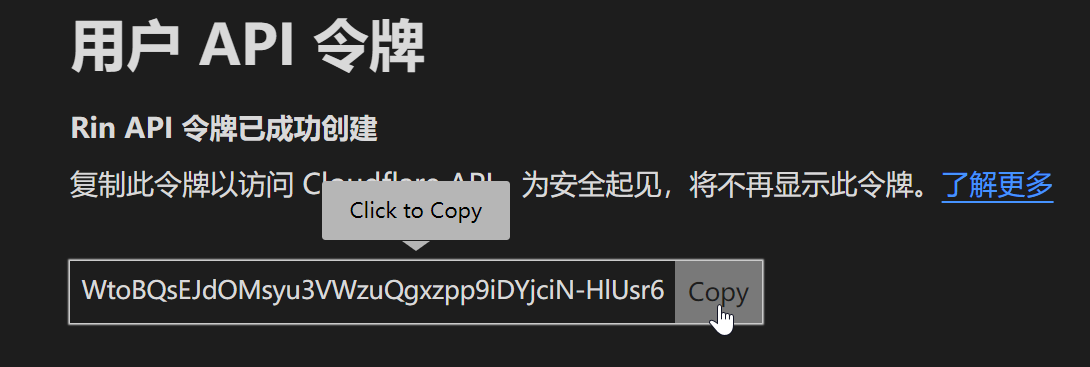 用户 API 令牌
Rin API 令牌已成功创建
复制此令牌以访问 Cloudflare API。为安全起见，将不再显示此令牌。了解更多
Click to Copy
WtoBQsEJdOMsyu3VWzuQgxzpp9iDYjciN-HlUsr6 Copy